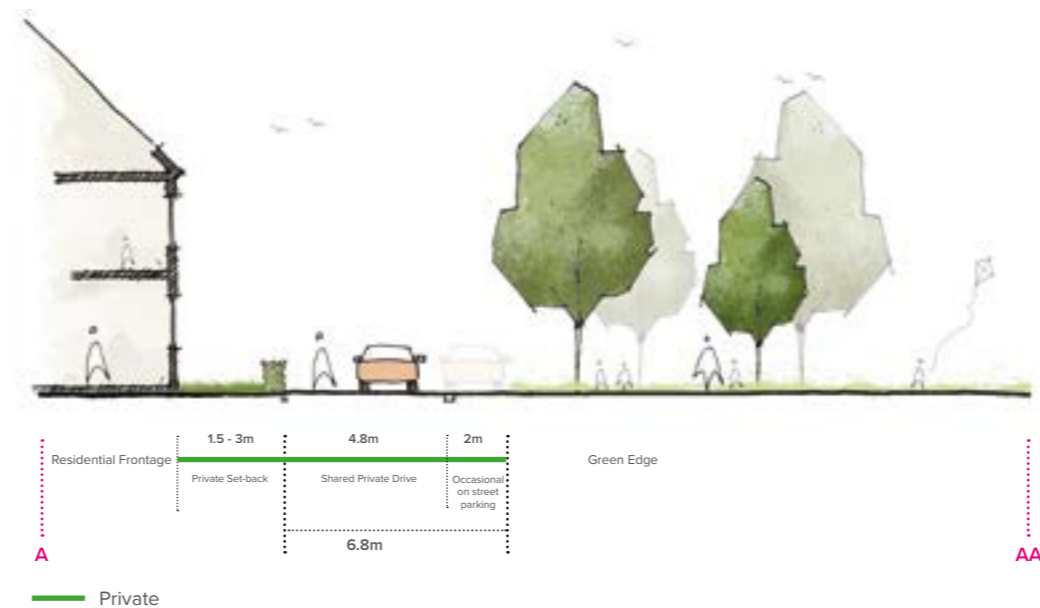 1.5 - 3m
4.8m
2m
Residential Frontage
Green Edge
Private Set-back
Shared Private Drive
Occasional
on street
parking
6.8m
A
AA
Private